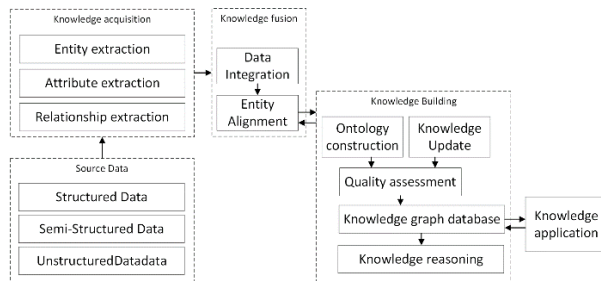 Knowledge acquisition
Entity extraction
Attribute extraction
Relationship extraction
Source Data
Structured Data
Semi-Structured Data
UnstructuredDatadata
Knowledge fusion
Data
Integration
Entity
Alignment
Knowledge Building
Ontology
construction
Knowledge
Update
Quality assessment
Knowledge graph database
Knowledge reasoning
Knowledge
application